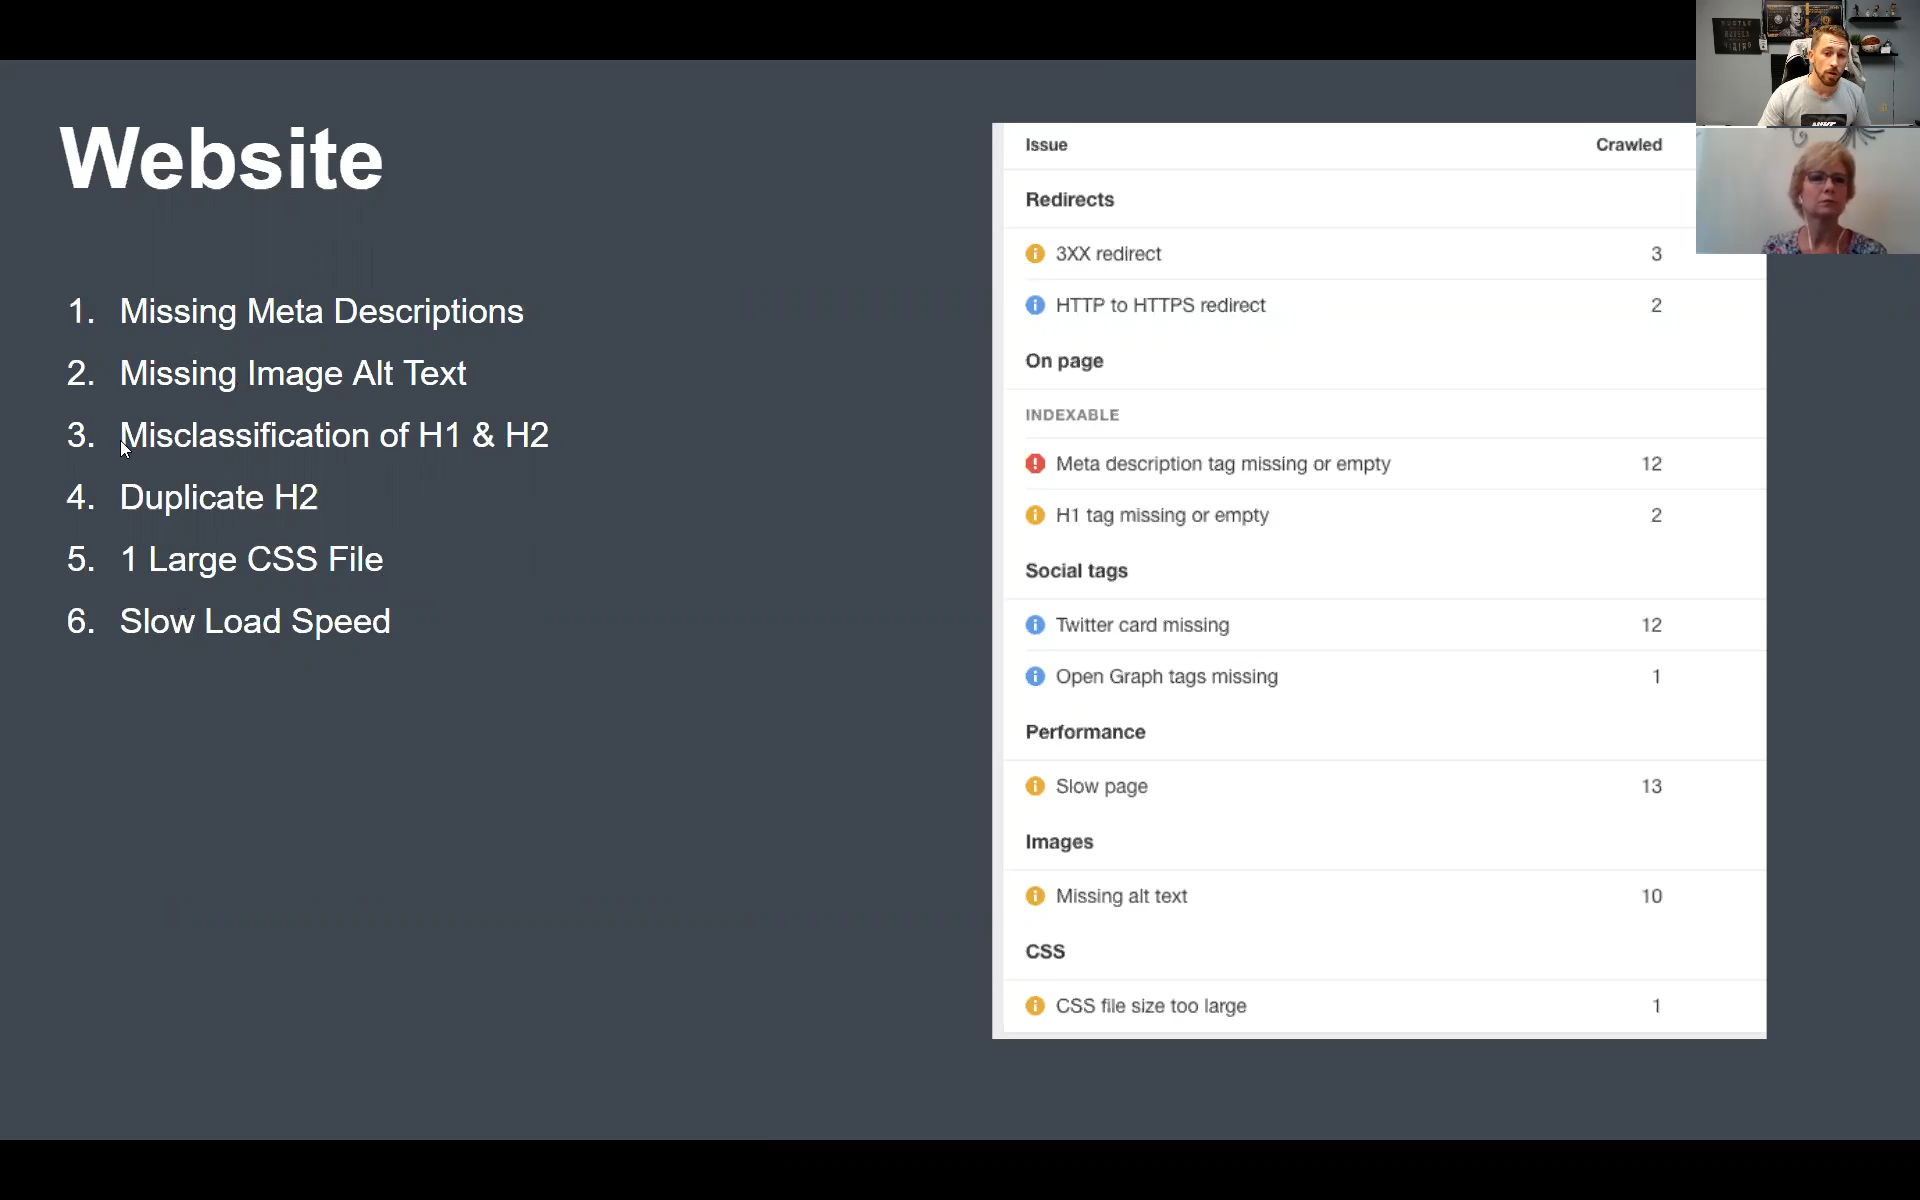 Website
1. Missing Meta Descriptions
2. Missing Image Alt Text
3. Misclassification of H1 & H2
4. Duplicate H2
5. 1 Large CSS File
6. Slow Load Speed
Issue Crawled
Redirects
3XX redirect 3
HTTP to HTTPS redirect 2
On page
INDEXABLE
Meta description tag missing or empty 12
H1 tag missing or empty 2
Social tags
Twitter card missing 12
Open Graph tags missing 1
Performance
Slow page 13
Images
Missing alt text 10
CSS
CSS file size too large 1